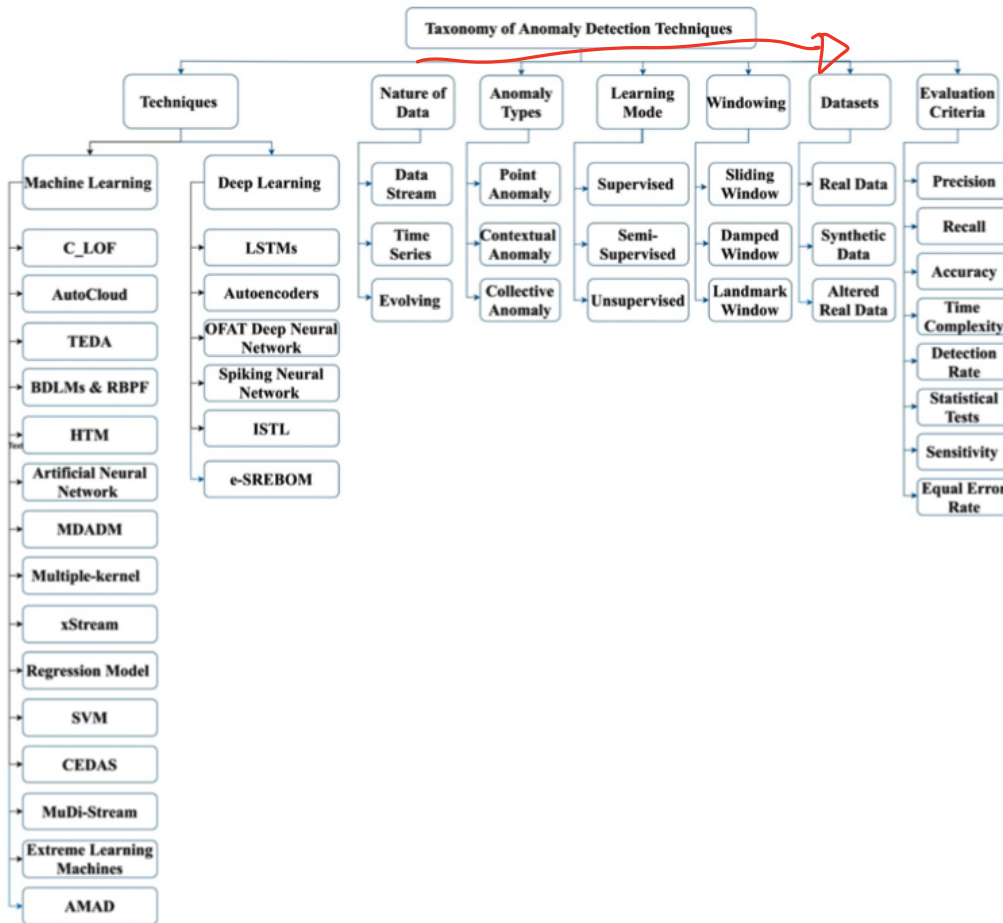 Taxonomy of Anomaly Detection Techniques
Techniques
Nature of
Data
Anomaly
Types
Learning
Mode
Windowing
Datasets
Evaluation
Criteria
Machine Learning
Deep Learning
C_LOF
AutoCloud
TEDA
BDLMs & RBPF
HTM
Text
Artificial Neural
Network
MDADM
Multiple-kernel
xStream
Regression Model
SVM
CEDAS
MuDi-Stream
Extreme Learning
Machines
AMAD
LSTMs
Autoencoders
OFAT Deep Neural
Network
Spiking Neural
Network
ISTL
e-SREBOM
Data
Stream
Time
Series
Evolving
Point
Anomaly
Contextual
Anomaly
Collective
Anomaly
Supervised
Semi-
Supervised
Unsupervised
Sliding
Window
Damped
Window
Landmark
Window
Real Data
Synthetic
Data
Altered
Real Data
Precision
Recall
Accuracy
Time
Complexity
Detection
Rate
Statistical
Tests
Sensitivity
Equal Error
Rate